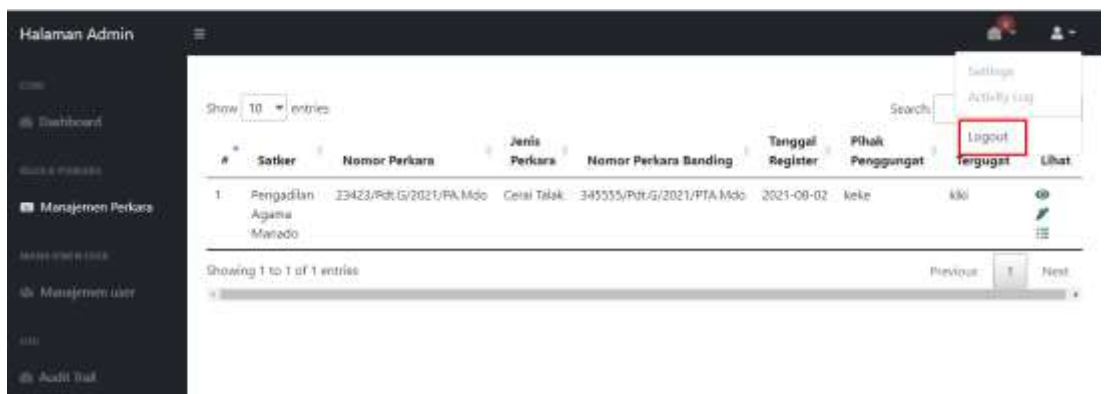 Halaman Admin
Settings
Activity Log
Logout
Dashboard
Manajemen Perkara
Manajemen user
Audit Trail
Show 10 entries
Search:
# Satker Nomor Perkara Jenis Perkara Nomor Perkara Banding Tanggal Register Pihak Penggungat Tergugat Lihat
1 Pengadilan Agama Manado 23423/Pdt.G/2021/PA.Mdo Cerai Talak 345555/Pdt.G/2021/PTA.Mdo 2021-08-02 keke kiki
Showing 1 to 1 of 1 entries
Previous 1 Next